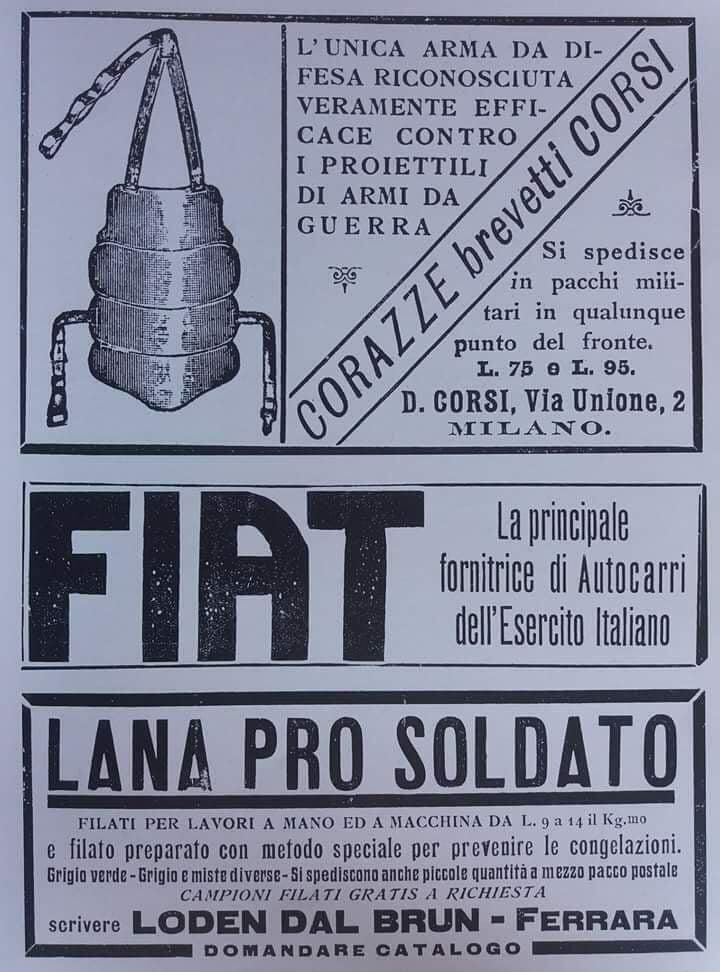 L'UNICA ARMA DA DI-
FESA RICONOSCIUTA
VERAMENTE EFFI-
CACE CONTRO
I PROIETTILI
DI ARMI DA
GUERRA
CORAZZE brevetti CORSI
Si spedisce
in pacchi mili-
tari in qualunque
punto del fronte.
L. 75 e L. 95.
D. CORSI, Via Unione, 2
MILANO.
FIAT
La principale
fornitrice di Autocarri
dell'Esercito Italiano
LANA PRO SOLDATO
FILATI PER LAVORI A MANO ED A MACCHINA DA L. 9 a 14 il Kg.mo
e filato preparato con metodo speciale per prevenire le congelazioni.
Grigio verde - Grigio e miste diverse - Si spediscono anche piccole quantità a mezzo pacco postale
CAMPIONI FILATI GRATIS A RICHIESTA
scrivere LODEN DAL BRUN - FERRARA
DOMANDARE CATALOGO